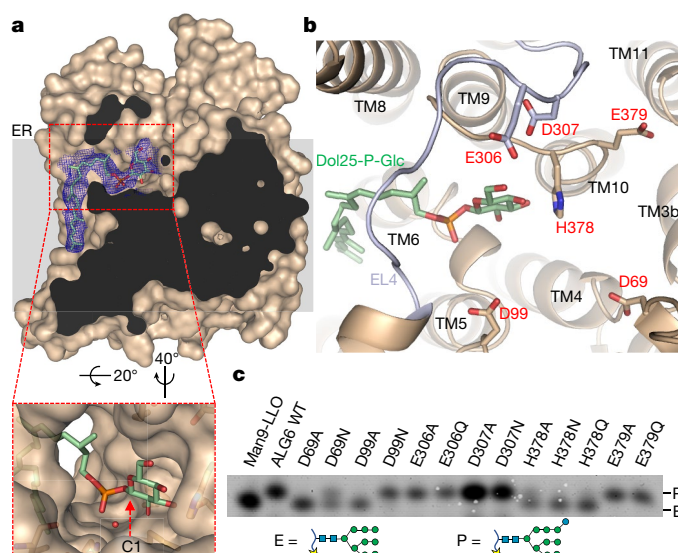 a
ER
20°
40°
C1
b
TM11
TM8
TM9
E379
D307
E306
Dol25-P-Glc
TM10
TM3b
TM6
H378
EL4
D69
TM4
D99
TM5
c
Man9-LLO
ALG6 WT
D69A
D69N
D99A
D99N
E306A
E306Q
D307A
D307N
H378A
H378N
H378Q
E379A
E379Q
E =
P =